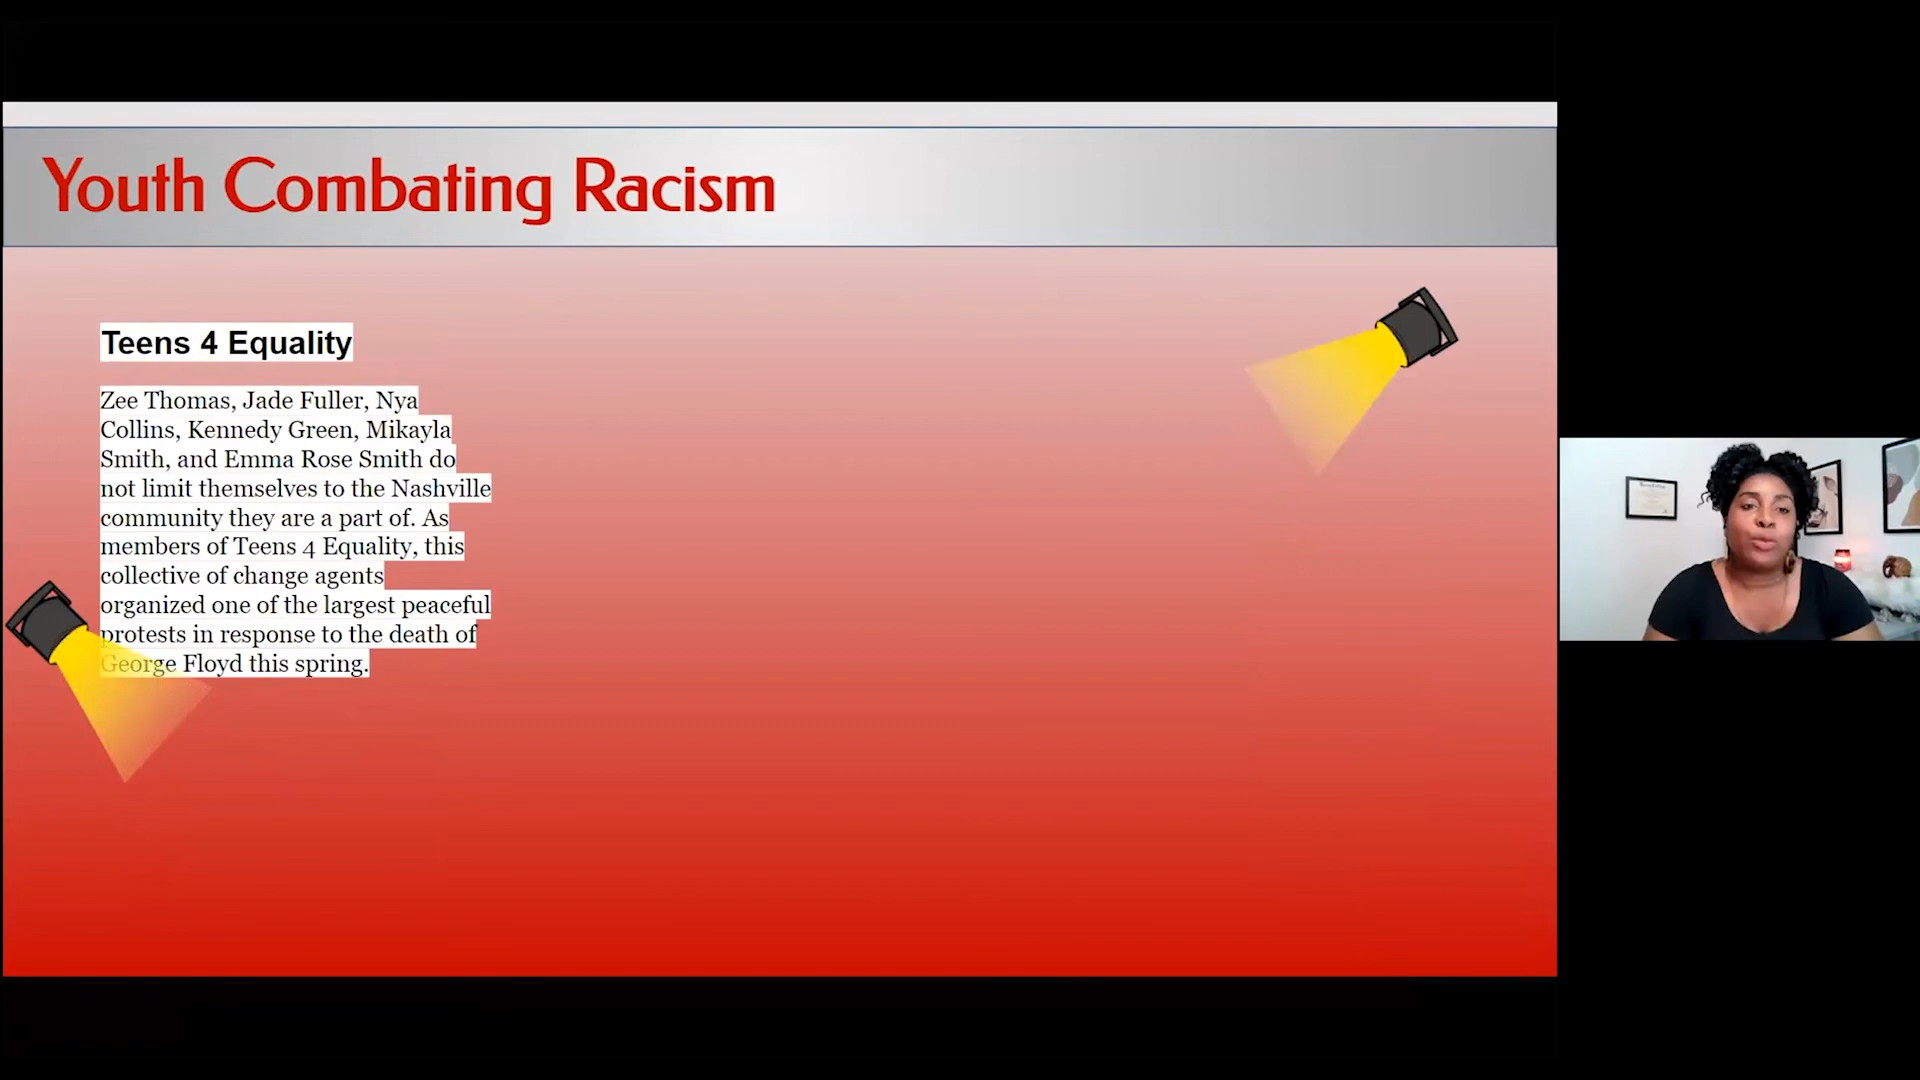 Youth Combating Racism
Teens 4 Equality
Zee Thomas, Jade Fuller, Nya
Collins, Kennedy Green, Mikayla
Smith, and Emma Rose Smith do
not limit themselves to the Nashville
community they are a part of. As
members of Teens 4 Equality, this
collective of change agents
organized one of the largest peaceful
protests in response to the death of
George Floyd this spring.